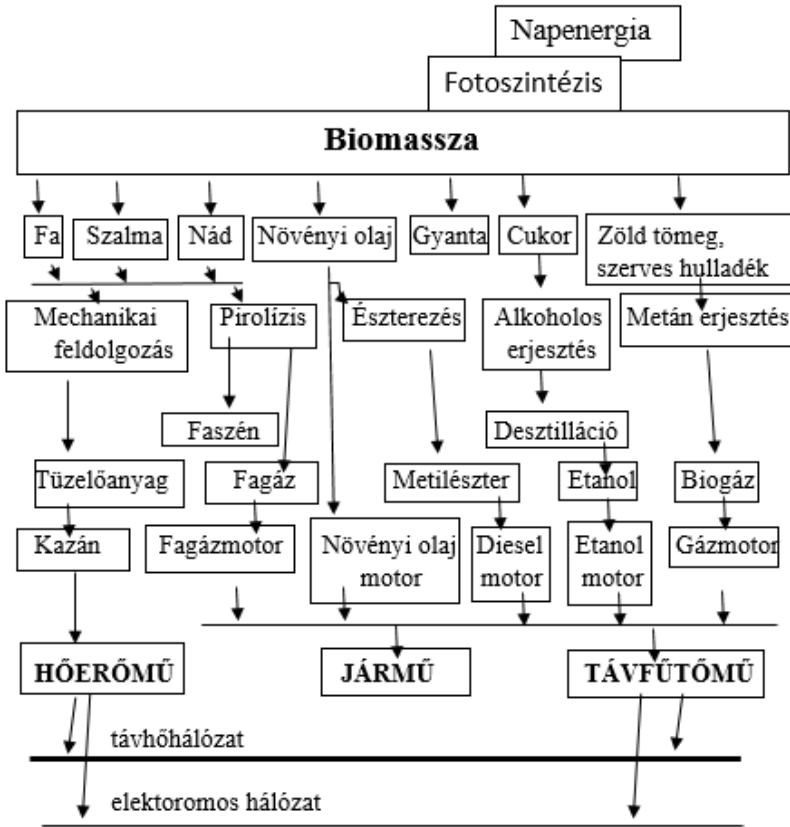 Napenergia
Fotoszintézis
Biomassza
Fa
Szalma
Nád
Növényi olaj
Gyanta
Cukor
Zöld tömeg,
szerves hulladék
Mechanikai
feldolgozás
Pirolízis
Észterezés
Alkoholos
erjesztés
Metán erjesztés
Faszén
Desztilláció
Tüzelőanyag
Fagáz
Metilészter
Etanol
Biogáz
Kazán
Fagázmotor
Növényi olaj
motor
Diesel
motor
Etanol
motor
Gázmotor
HŐERŐMŰ
JÁRMŰ
TÁVFŰTŐMŰ
távhőhálózat
elektoromos hálózat